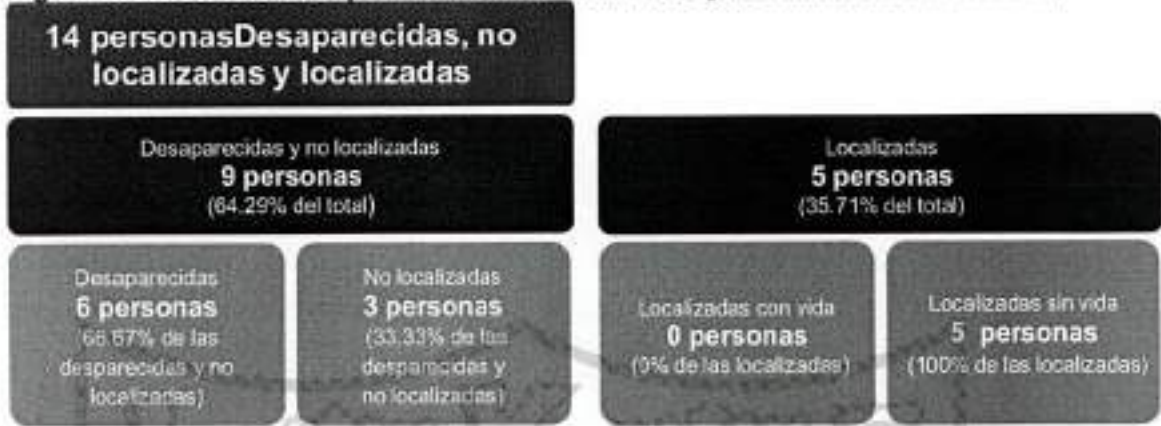 14 personasDesaparecidas, no
localizadas y localizadas
Desaparecidas y no localizadas
9 personas
(64.29% del total)
Localizadas
5 personas
(35.71% del total)
Desaparecidas
6 personas
(66.67% de las
desparecidas y no
localizadas)
No localizadas
3 personas
(33.33% de las
desparecidas y
no localizadas)
Localizadas con vida
0 personas
(0% de las localizadas)
Localizadas sin vida
5 personas
(100% de las localizadas)